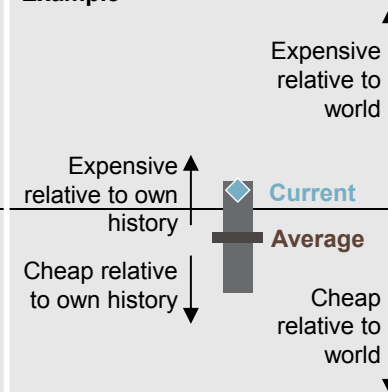 Example
Expensive
relative to
world
Expensive
relative to own
history
Current
Average
Cheap relative
to own history
Cheap
relative to
world